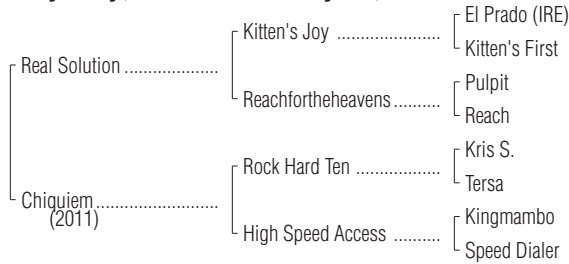 El Prado (IRE)
Kitten's Joy ....................
Kitten's First
Real Solution ....................
Pulpit
Reachfortheheavens ..........
Reach
Kris S.
Rock Hard Ten .................
Tersa
Chiquiem ..........................
(2011)
Kingmambo
High Speed Access ..........
Speed Dialer